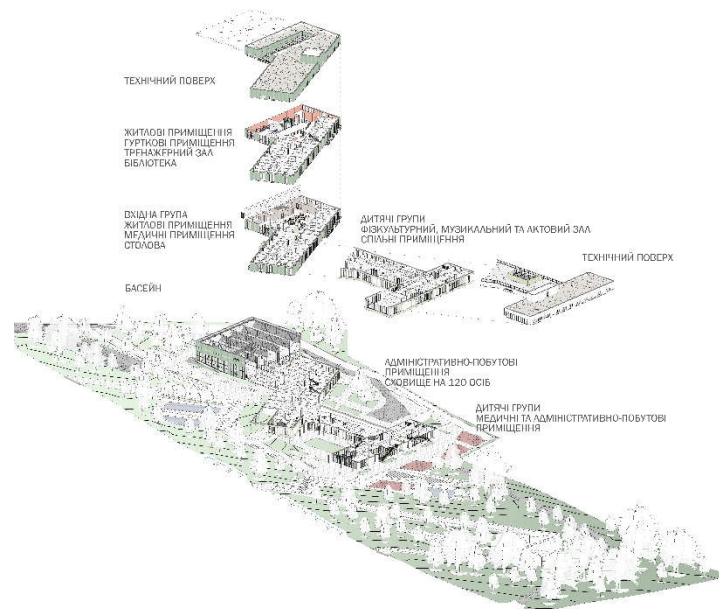 ТЕХНІЧНИЙ ПОВЕРХ
ЖИТЛОВІ ПРИМІЩЕННЯ
ГУРТКОВІ ПРИМІЩЕННЯ
ТРЕНАЖЕРНИЙ ЗАЛ
БІБЛІОТЕКА
ВХІДНА ГРУПА
ЖИТЛОВІ ПРИМІЩЕННЯ
МЕДИЧНІ ПРИМІЩЕННЯ
СТОЛОВА
ДИТЯЧІ ГРУПИ
ФІЗКУЛЬТУРНИЙ, МУЗИКАЛЬНИЙ ТА АКТОВИЙ ЗАЛ
СПІЛЬНІ ПРИМІЩЕННЯ
ТЕХНІЧНИЙ ПОВЕРХ
БАСЕЙН
АДМІНІСТРАТИВНО-ПОБУТОВІ
ПРИМІЩЕННЯ
СХОВИЩЕ НА 120 ОСІБ
ДИТЯЧІ ГРУПИ
МЕДИЧНІ ТА АДМІНІСТРАТИВНО-ПОБУТОВІ
ПРИМІЩЕННЯ